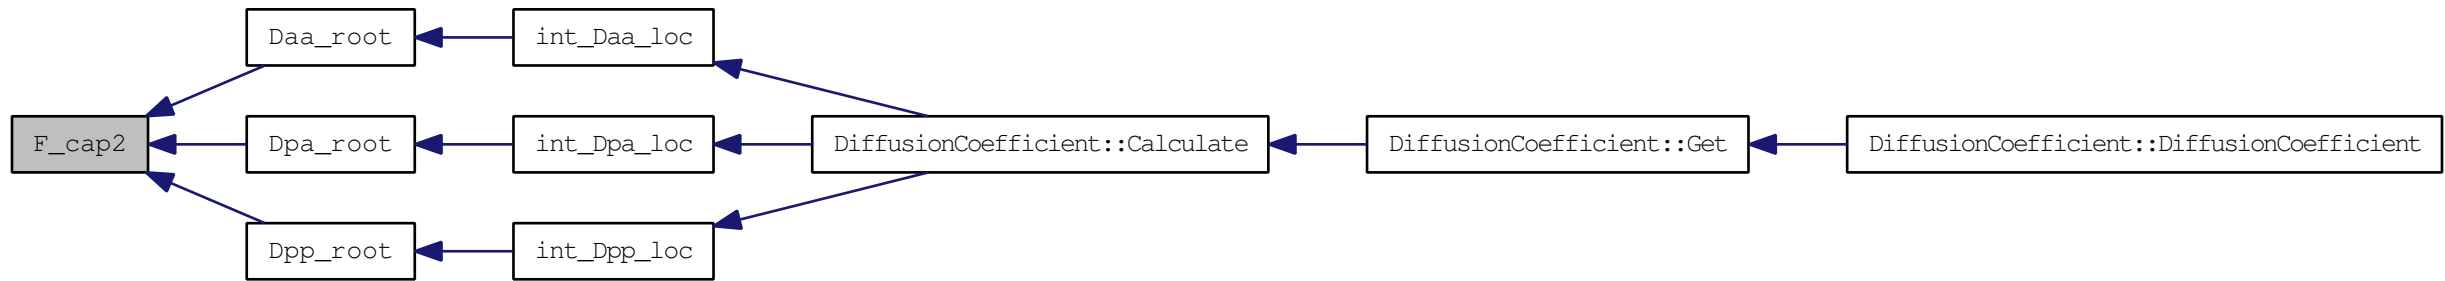 Daa_root
int_Daa_loc
F_cap2
Dpa_root
int_Dpa_loc
DiffusionCoefficient::Calculate
DiffusionCoefficient::Get
DiffusionCoefficient::DiffusionCoefficient
Dpp_root
int_Dpp_loc